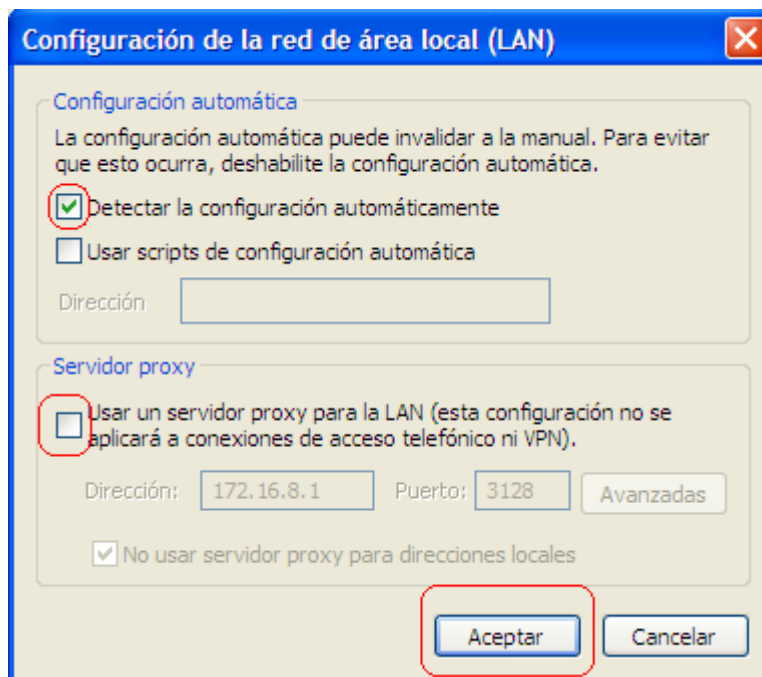 Configuración de la red de área local (LAN)
Configuración automática
La configuración automática puede invalidar a la manual. Para evitar
que esto ocurra, deshabilite la configuración automática.
Detectar la configuración automáticamente
Usar scripts de configuración automática
Dirección
Servidor proxy
Usar un servidor proxy para la LAN (esta configuración no se
aplicará a conexiones de acceso telefónico ni VPN).
Dirección: 172.16.8.1 Puerto: 3128 Avanzadas
No usar servidor proxy para direcciones locales
Aceptar Cancelar